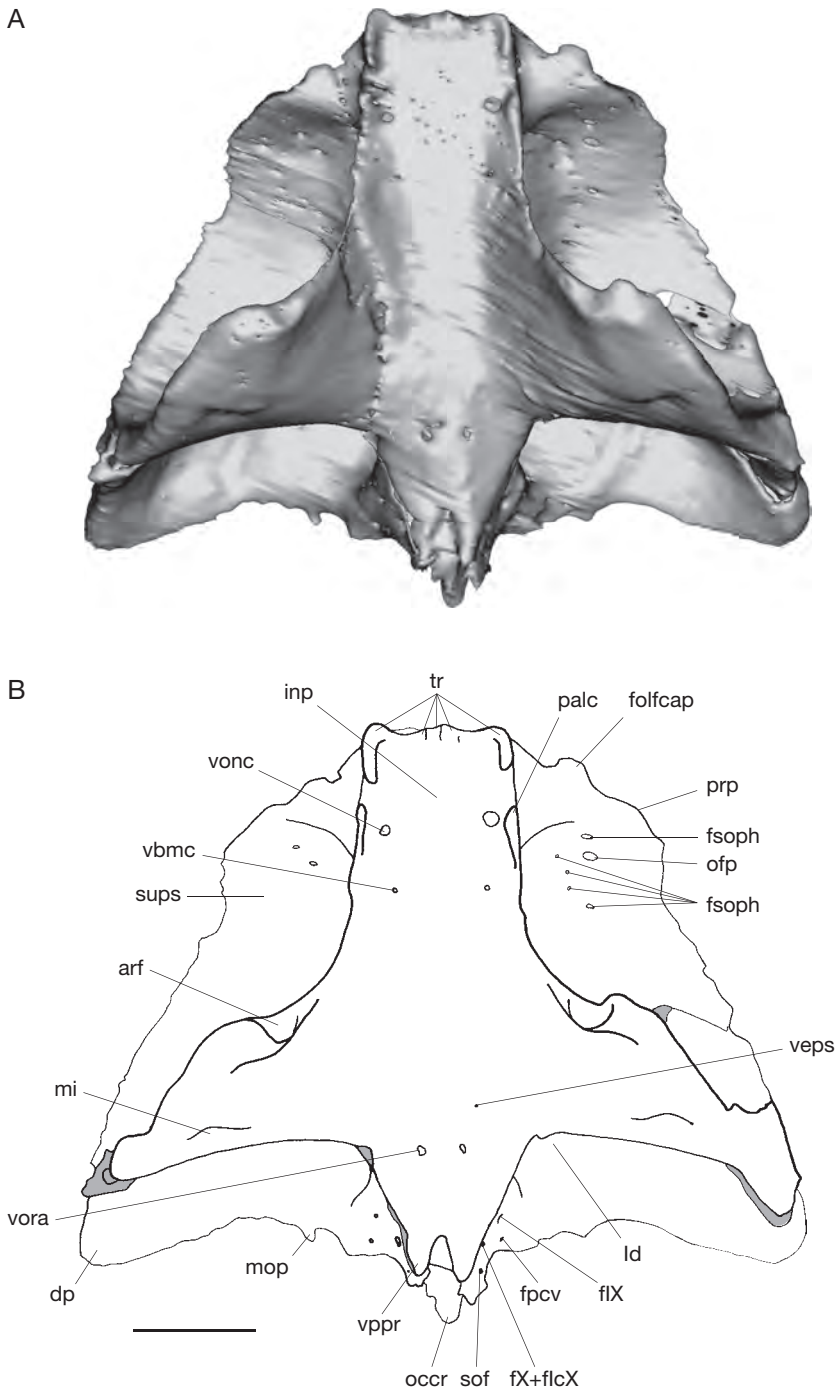 A
B
tr
inp
palc
folfcap
vonc
prp
vbmc
fsoph
ofp
sups
fsoph
arf
veps
mi
vora
ld
dp
mop
vppr
fpcv
fIX
occr
sof
fX+flcX